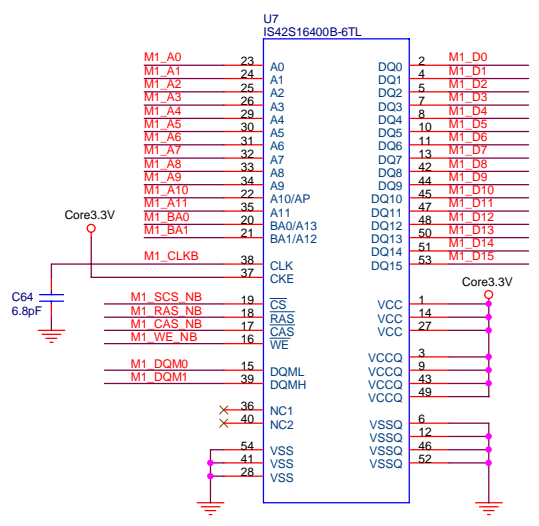 U7
IS42S16400B-6TL
M1_A0 23 A0 DQ0 2 M1_D0
M1_A1 24 A1 DQ1 4 M1_D1
M1_A2 25 A2 DQ2 5 M1_D2
M1_A3 26 A3 DQ3 7 M1_D3
M1_A4 29 A4 DQ4 8 M1_D4
M1_A5 30 A5 DQ5 10 M1_D5
M1_A6 31 A6 DQ6 11 M1_D6
M1_A7 32 A7 DQ7 13 M1_D7
M1_A8 33 A8 DQ8 42 M1_D8
M1_A9 34 A9 DQ9 44 M1_D9
M1_A10 22 A10/AP DQ10 45 M1_D10
M1_A11 35 A11 DQ11 47 M1_D11
M1_BA0 20 BA0/A13 DQ12 48 M1_D12
M1_BA1 21 BA1/A12 DQ13 50 M1_D13
DQ14 51 M1_D14
M1_CLKB 38 CLK DQ15 53 M1_D15
Core3.3V
37 CKE
Core3.3V
C64
6.8pF
M1_SCS_NB 19 CS VCC 1
M1_RAS_NB 18 RAS VCC 14
M1_CAS_NB 17 CAS VCC 27
M1_WE_NB 16 WE
VCCQ 3
M1_DQM0 15 DQML VCCQ 9
M1_DQM1 39 DQMH VCCQ 43
VCCQ 49
36 NC1
40 NC2 VSSQ 6
VSSQ 12
54 VSS VSSQ 46
41 VSS VSSQ 52
28 VSS